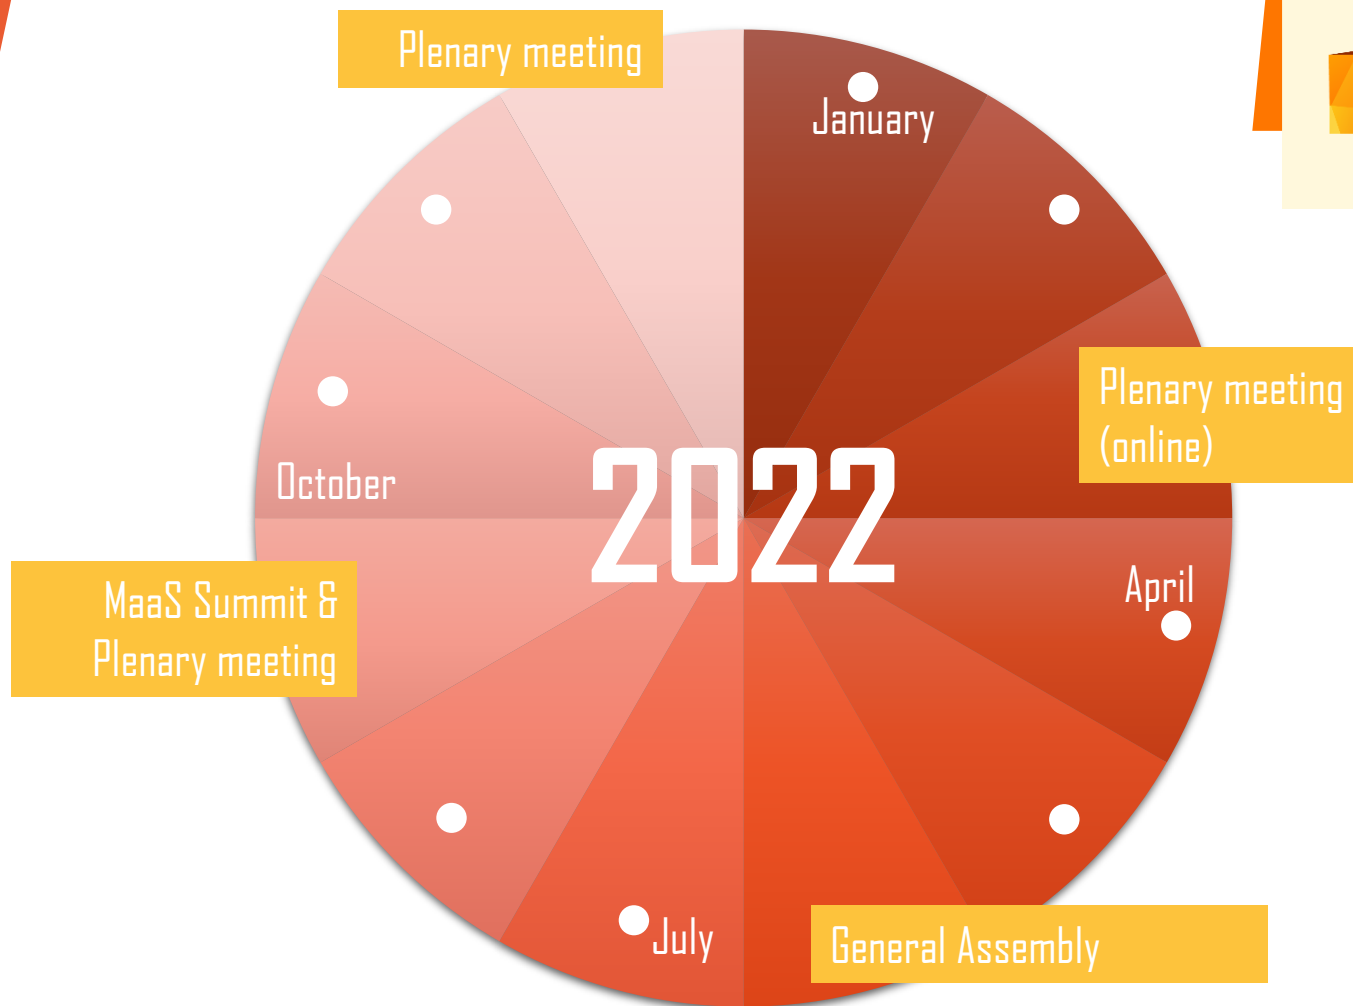 Plenary meeting
January
Plenary meeting
(online)
October
2022
April
MaaS Summit &
Plenary meeting
July
General Assembly